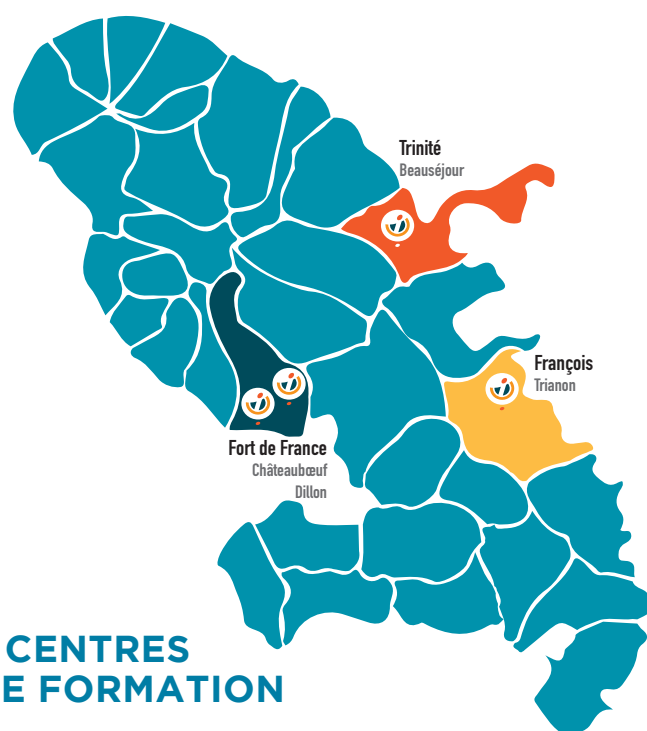 Trinité
Beauséjour
François
Trianon
Fort de France
Châteaubœuf
Dillon
CENTRES
E FORMATION